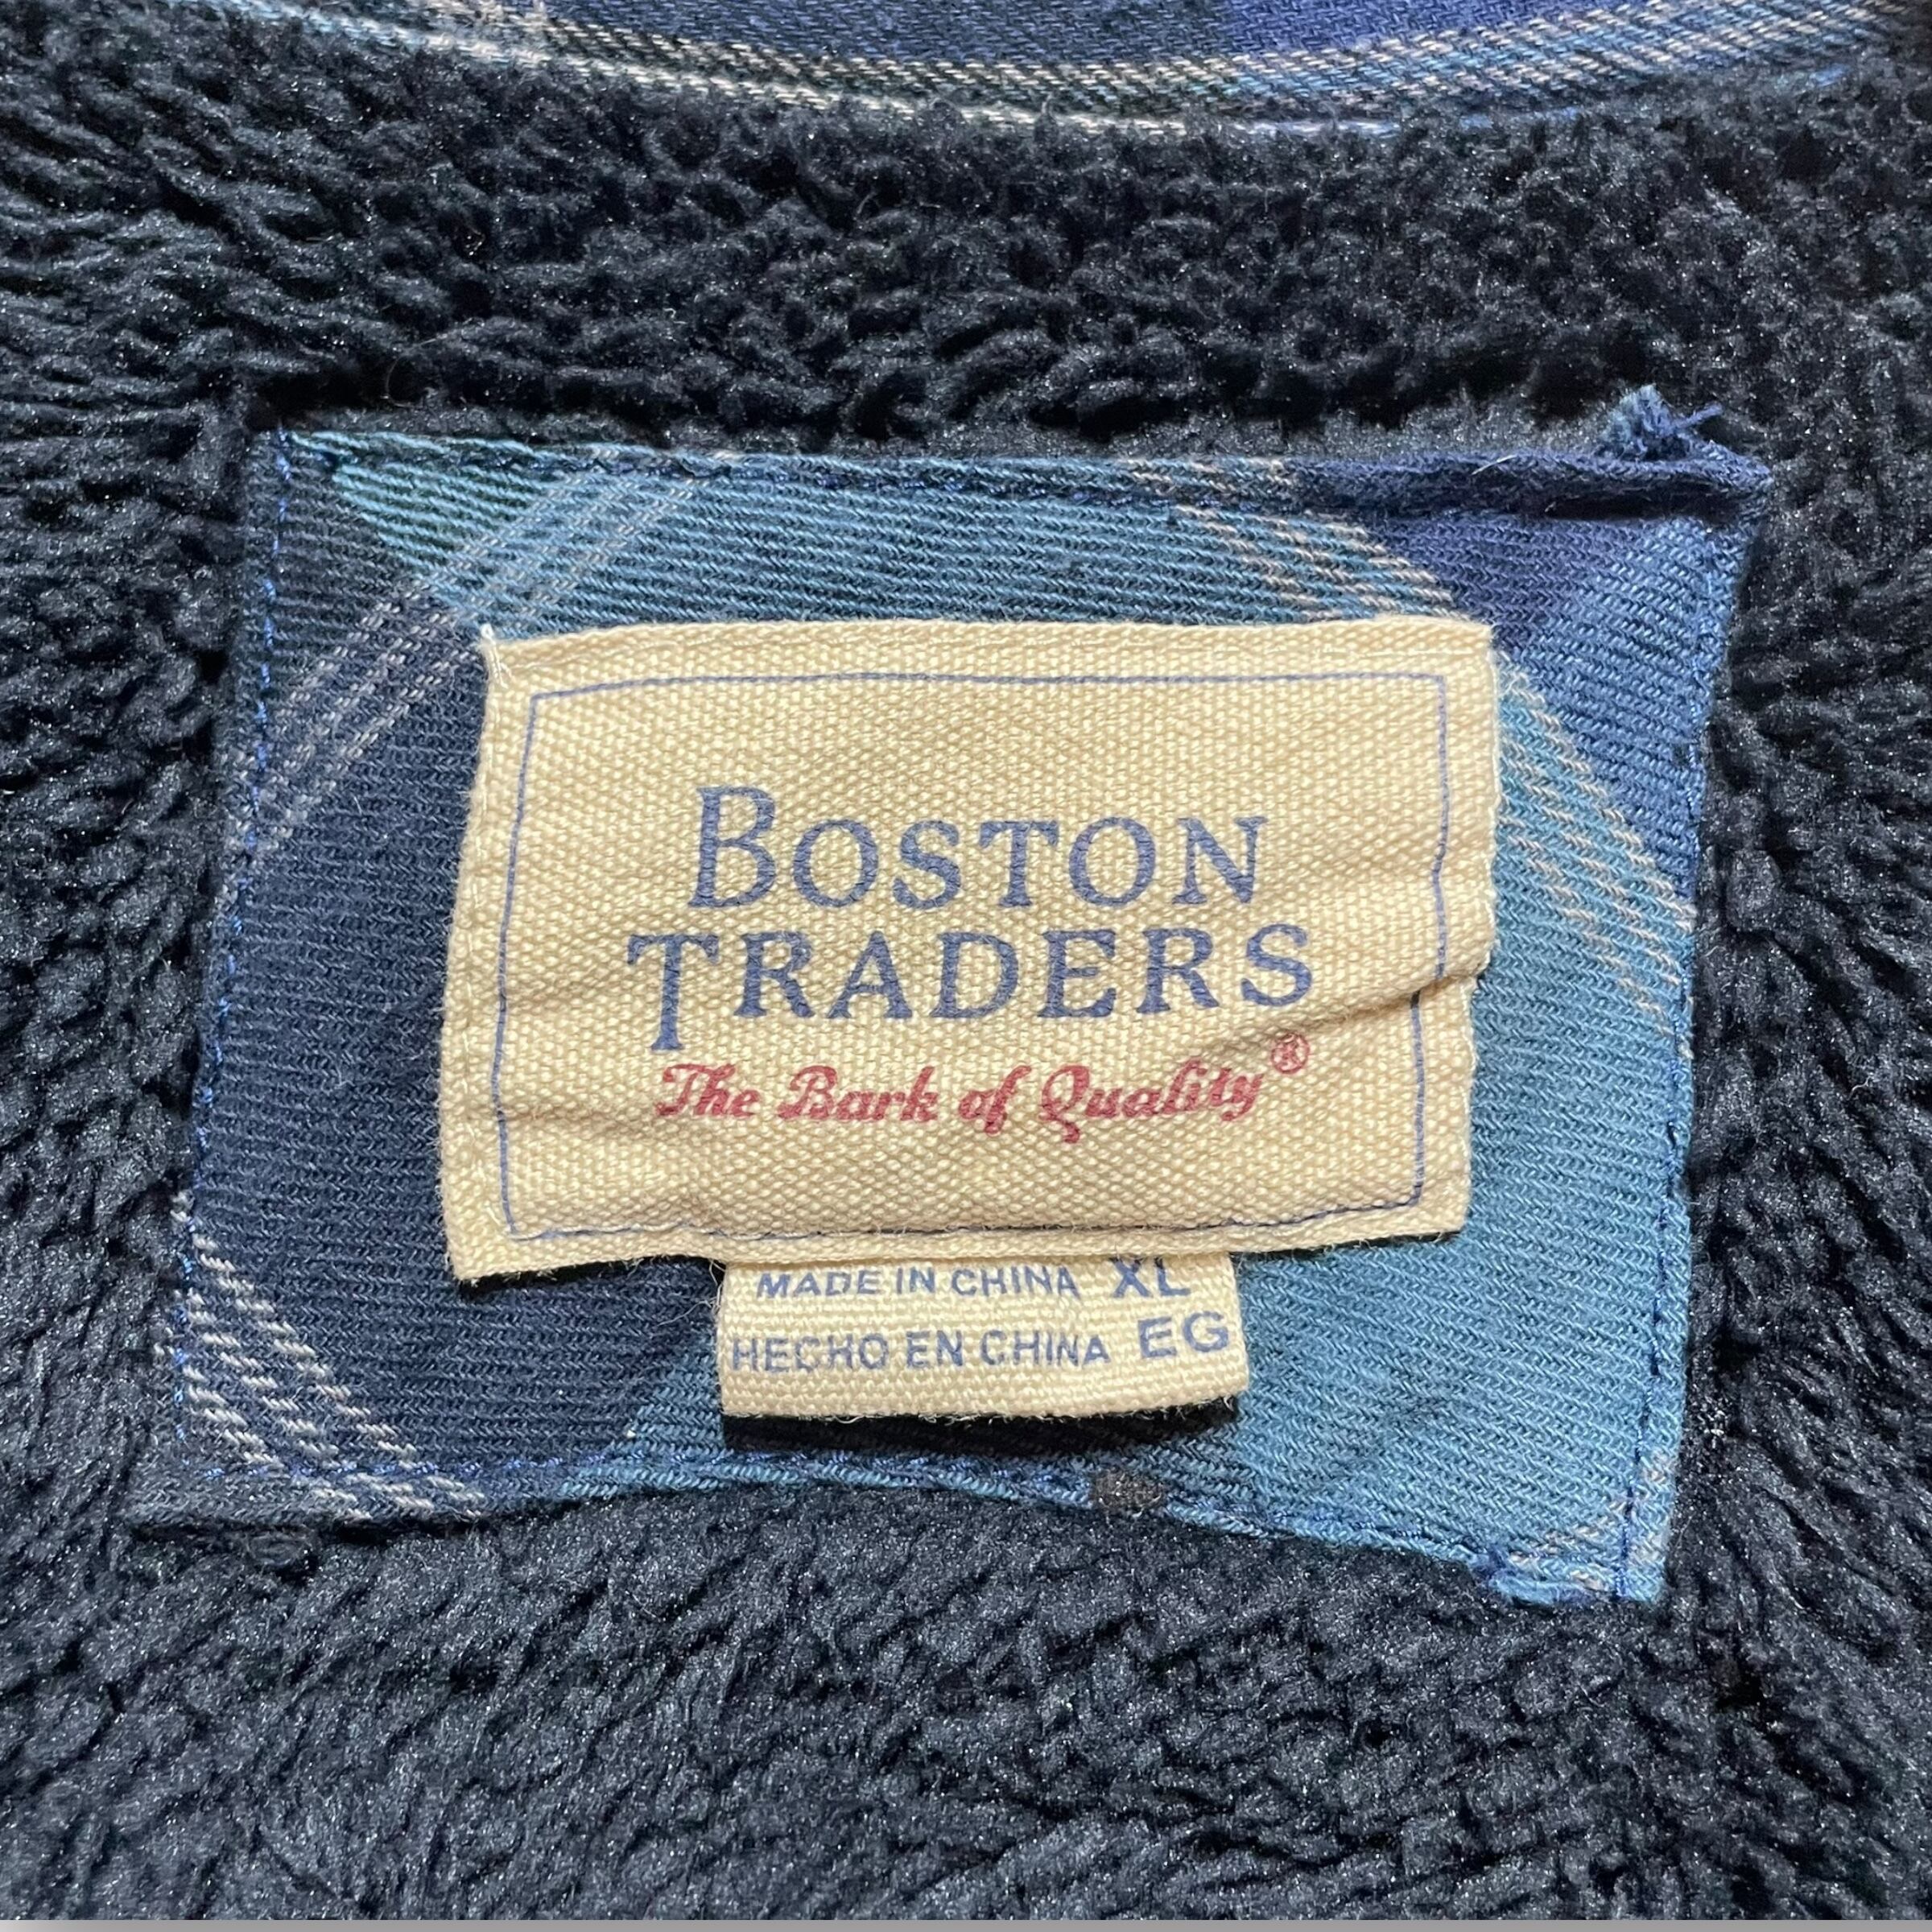 BOSTON
TRADERS
The Bark of Quality®
MADE IN CHINA XL
HECHO EN CHINA EG